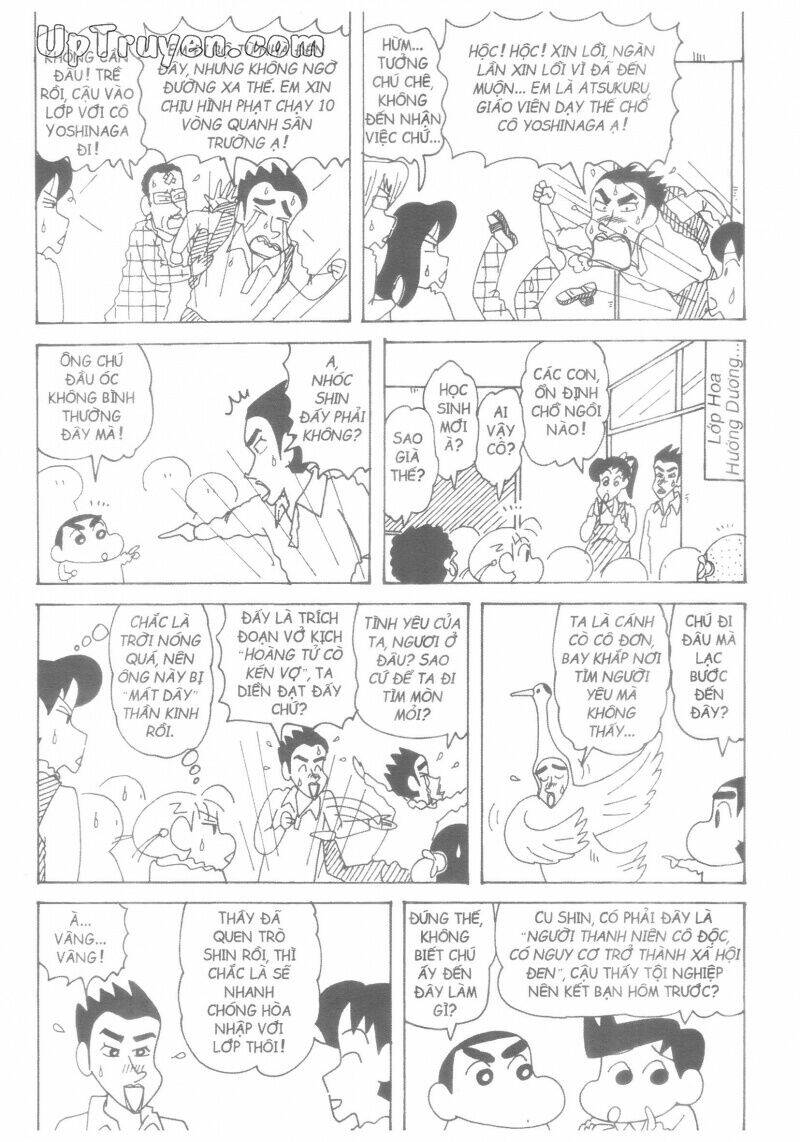 UpTruyen.com
HỘC! HỘC! XIN LỖI, NGÀN
LẦN XIN LỖI VÌ ĐÃ ĐẾN
MUỘN... EM LÀ ATSUKURU,
GIÁO VIÊN DẠY THẾ CHỖ
CÔ YOSHINAGA Ạ!
HỪM...
TƯỞNG
CHÚ CHÊ,
KHÔNG
ĐẾN NHẬN
VIỆC CHỨ...
ĐẾN
ĐÂY, NHƯNG KHÔNG NGỜ
ĐƯỜNG XA THẾ. EM XIN
CHỊU HÌNH PHẠT CHẠY 10
VÒNG QUANH SÂN
TRƯỜNG Ạ!
KHÔNG CẦN
ĐÂU! TRỄ
RỒI, CẬU VÀO
LỚP VỚI CÔ
YOSHINAGA
ĐI!
Lớp Hoa
Hướng Dương...
CÁC CON,
ỔN ĐỊNH
CHỖ NGỒI
NÀO!
AI
VẬY
CÔ?
HỌC
SINH
MỚI
À?
SAO
GIÀ
THẾ?
A,
NHÓC
SHIN
ĐẤY PHẢI
KHÔNG?
ÔNG CHÚ
ĐẦU ÓC
KHÔNG BÌNH
THƯỜNG
ĐÂY MÀ!
CHÚ ĐI
ĐÂU MÀ
LẠC
BƯỚC
ĐẾN
ĐÂY?
TA LÀ CÁNH
CÒ CÔ ĐƠN,
BAY KHẮP NƠI
TÌM NGƯỜI
YÊU MÀ
KHÔNG
THẤY...
TÌNH YÊU CỦA
TA, NGƯƠI Ở
ĐÂU? SAO
CỨ ĐỂ TA ĐI
TÌM MÒN
MỎI?
ĐẤY LÀ TRÍCH
ĐOẠN VỞ KỊCH
"HOÀNG TỬ CÒ
KÉN VỢ", TA
DIỄN ĐẠT ĐẤY
CHỨ?
CHẮC LÀ
TRỜI NÓNG
QUÁ, NÊN
ÔNG NÀY BỊ
"MÁT DÂY"
THẦN KINH
RỒI.
CU SHIN, CÓ PHẢI ĐÂY LÀ
"NGƯỜI THANH NIÊN CÔ ĐỘC,
CÓ NGUY CƠ TRỞ THÀNH XÃ HỘI
ĐEN", CẬU THẤY TỘI NGHIỆP
NÊN KẾT BẠN HÔM TRƯỚC?
ĐÚNG THẾ,
KHÔNG
BIẾT CHÚ
ẤY ĐẾN
ĐÂY LÀM
GÌ?
THẦY ĐÃ
QUEN TRÒ
SHIN RỒI, THÌ
CHẮC LÀ SẼ
NHANH
CHÓNG HÒA
NHẬP VỚI
LỚP THÔI!
À...
VÂNG...
VÂNG!